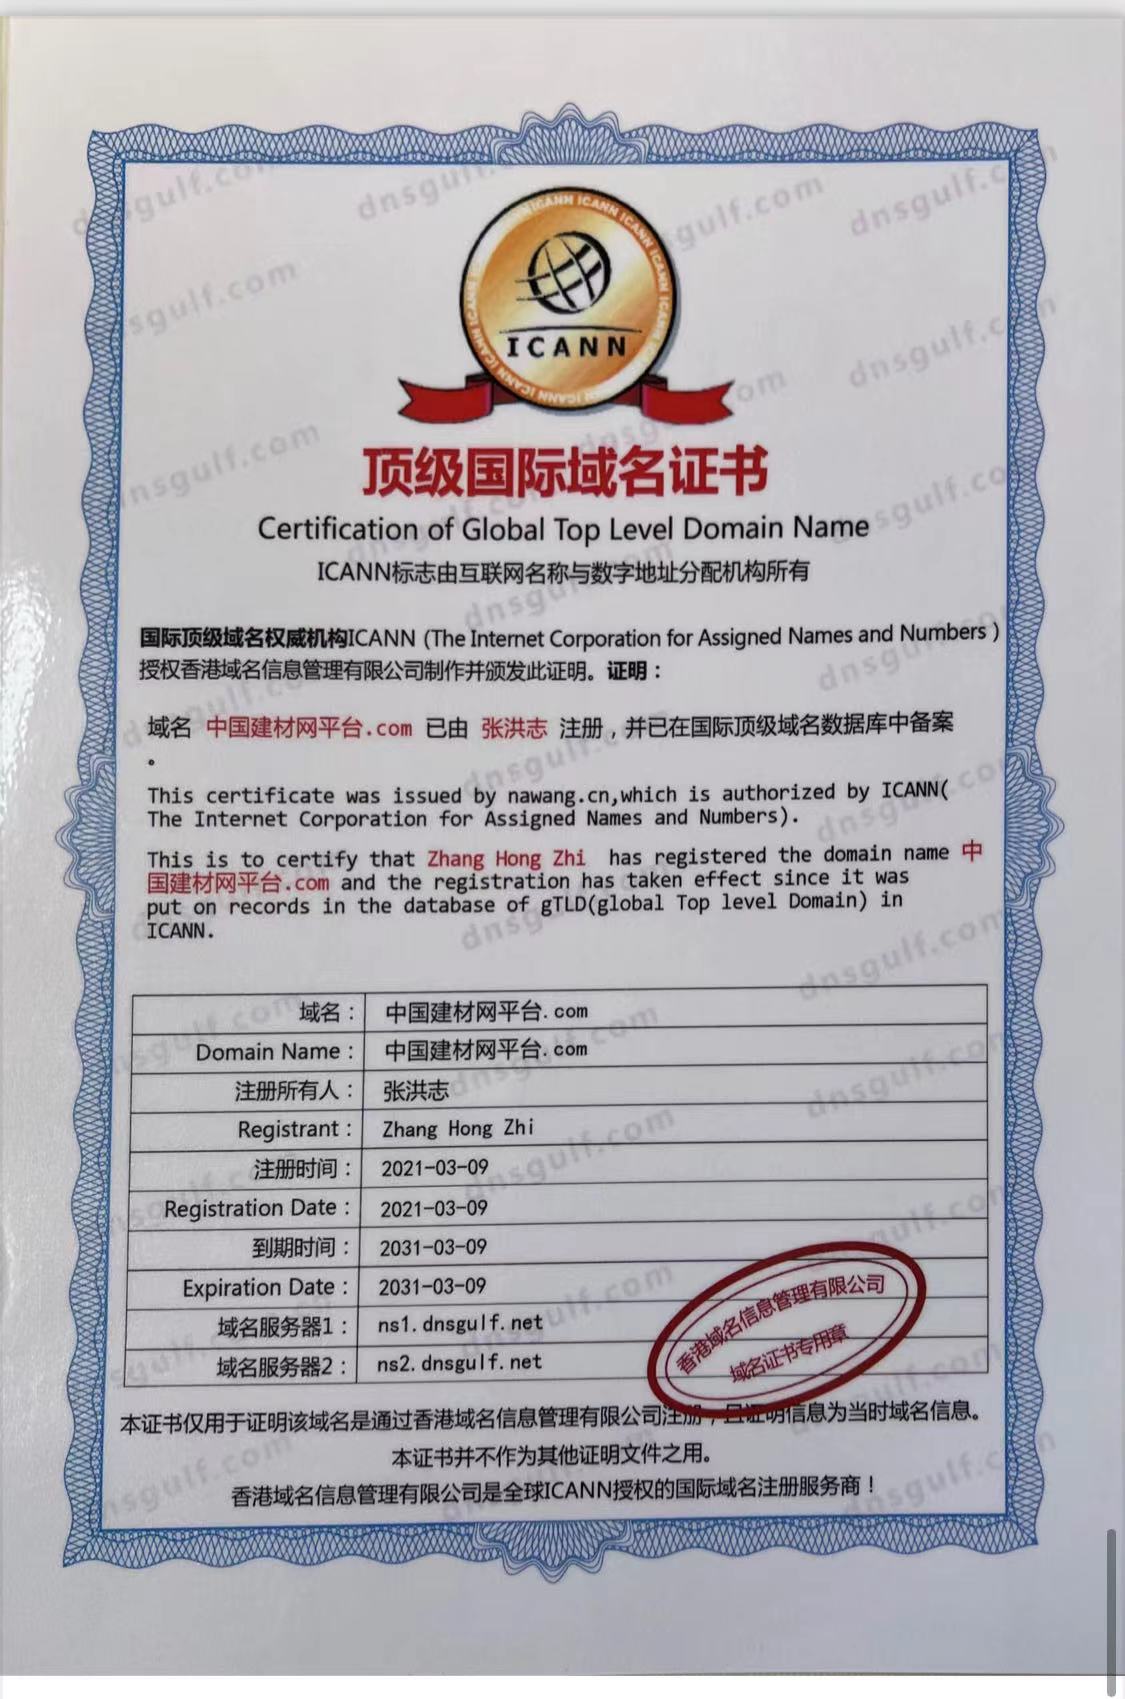 ICANN
顶级国际域名证书
Certification of Global Top Level Domain Name
ICANN标志由互联网名称与数字地址分配机构所有
国际顶级域名权威机构ICANN (The Internet Corporation for Assigned Names and Numbers )
授权香港域名信息管理有限公司制作并颁发此证明。证明：
域名 中国建材网平台.com 已由 张洪志 注册，并已在国际顶级域名数据库中备案
。
This certificate was issued by nawang.cn,which is authorized by ICANN(
The Internet Corporation for Assigned Names and Numbers).
This is to certify that Zhang Hong Zhi has registered the domain name 中
国建材网平台.com and the registration has taken effect since it was
put on records in the database of gTLD(global Top level Domain) in
ICANN.
域名： 中国建材网平台.com
Domain Name： 中国建材网平台.com
注册所有人： 张洪志
Registrant： Zhang Hong Zhi
注册时间： 2021-03-09
Registration Date： 2021-03-09
到期时间： 2031-03-09
Expiration Date： 2031-03-09
域名服务器1： ns1.dnsgulf.net
域名服务器2： ns2.dnsgulf.net
香港域名信息管理有限公司
域名证书专用章
本证书仅用于证明该域名是通过香港域名信息管理有限公司注册，且证明信息为当时域名信息。
本证书并不作为其他证明文件之用。
香港域名信息管理有限公司是全球ICANN授权的国际域名注册服务商！
dnsgulf.com